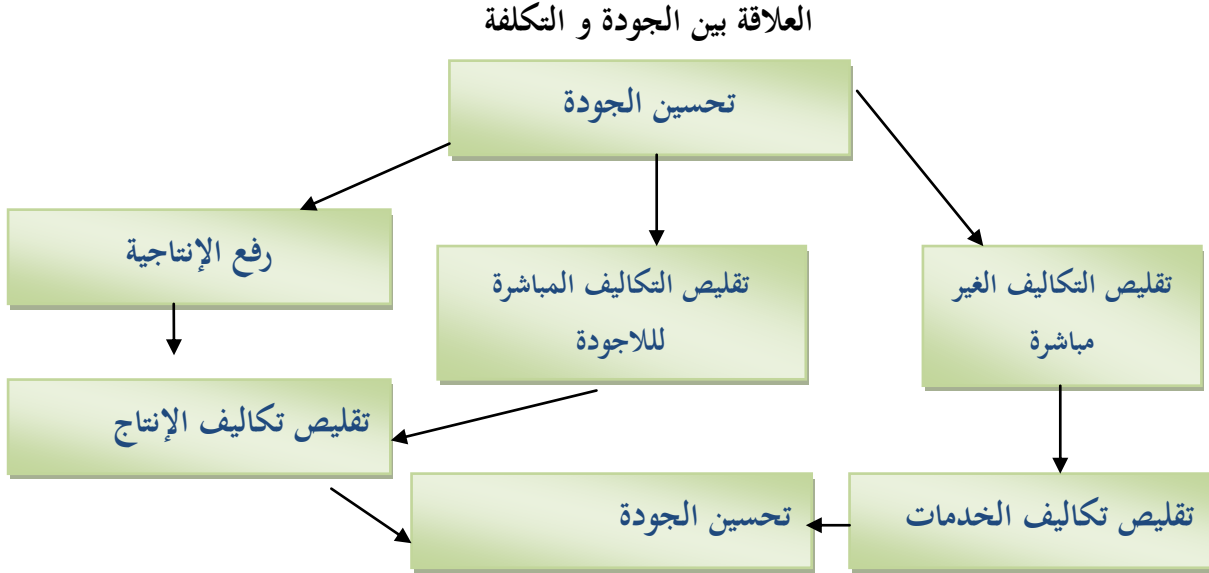 العلاقة بين الجودة و التكلفة
تحسين الجودة
رفع الإنتاجية
تقليص التكاليف المباشرة
لللاجودة
تقليص التكاليف الغير
مباشرة
تقليص تكاليف الإنتاج
تحسين الجودة
تقليص تكاليف الخدمات